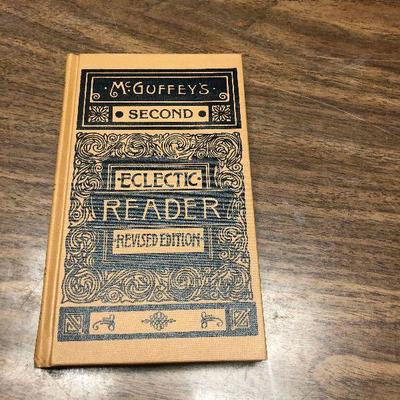 · McGUFFEY'S ·
• SECOND •
· ECLECTIC ·
READER
REVISED EDITION